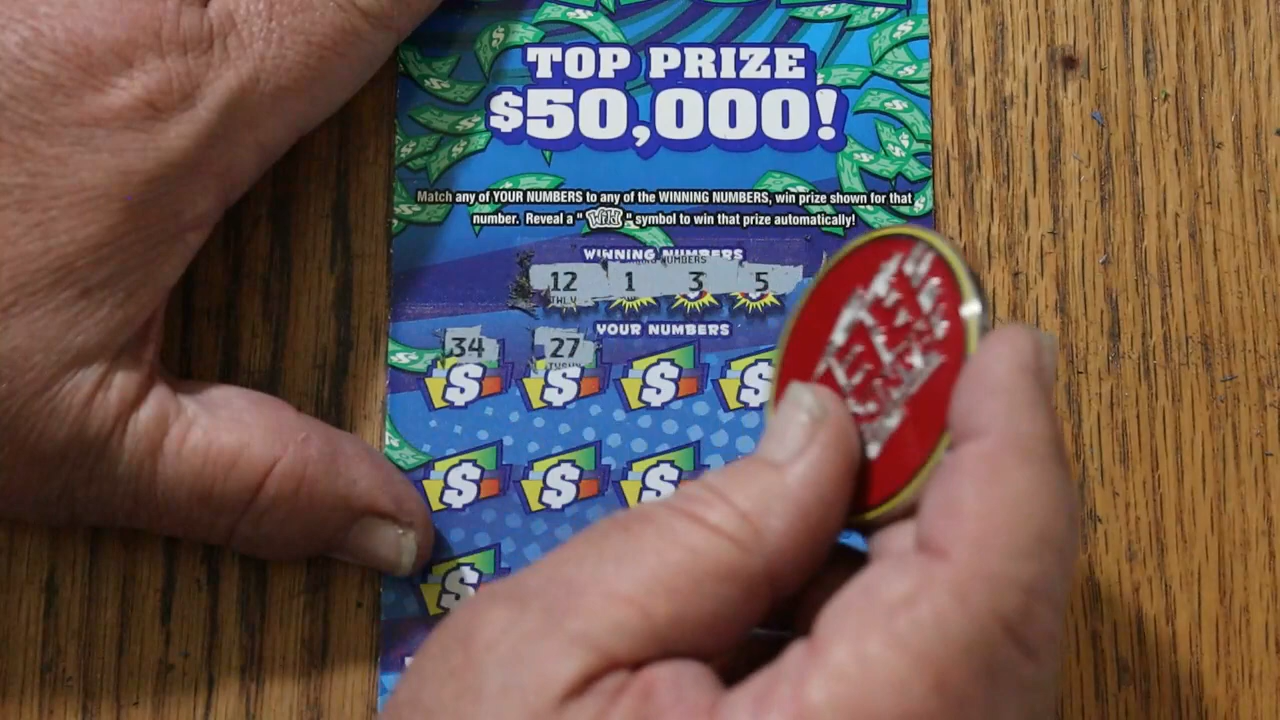 TOP PRIZE
$50,000!
Match any of YOUR NUMBERS to any of the WINNING NUMBERS, win prize shown for that
number. Reveal a "Wild" symbol to win that prize automatically!
WINNING NUMBERS
NUMBERS
12 1 3 5
YOUR NUMBERS
34 27
$ $ $ $
$ $ $
$